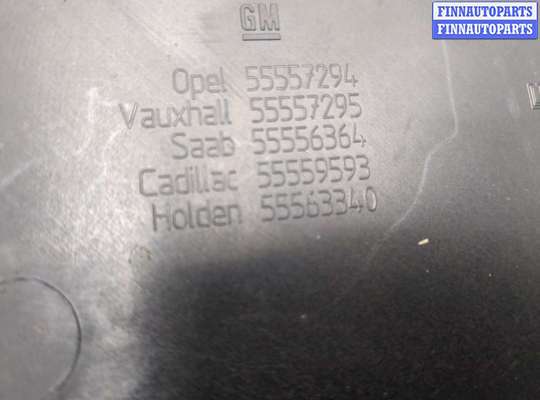 FINNAUTOPARTS
FINNAUTOPARTS
GM
Opel 55557294
Vauxhall 55557295
Saab 55556364
Cadillac 55559593
Holden 55563340